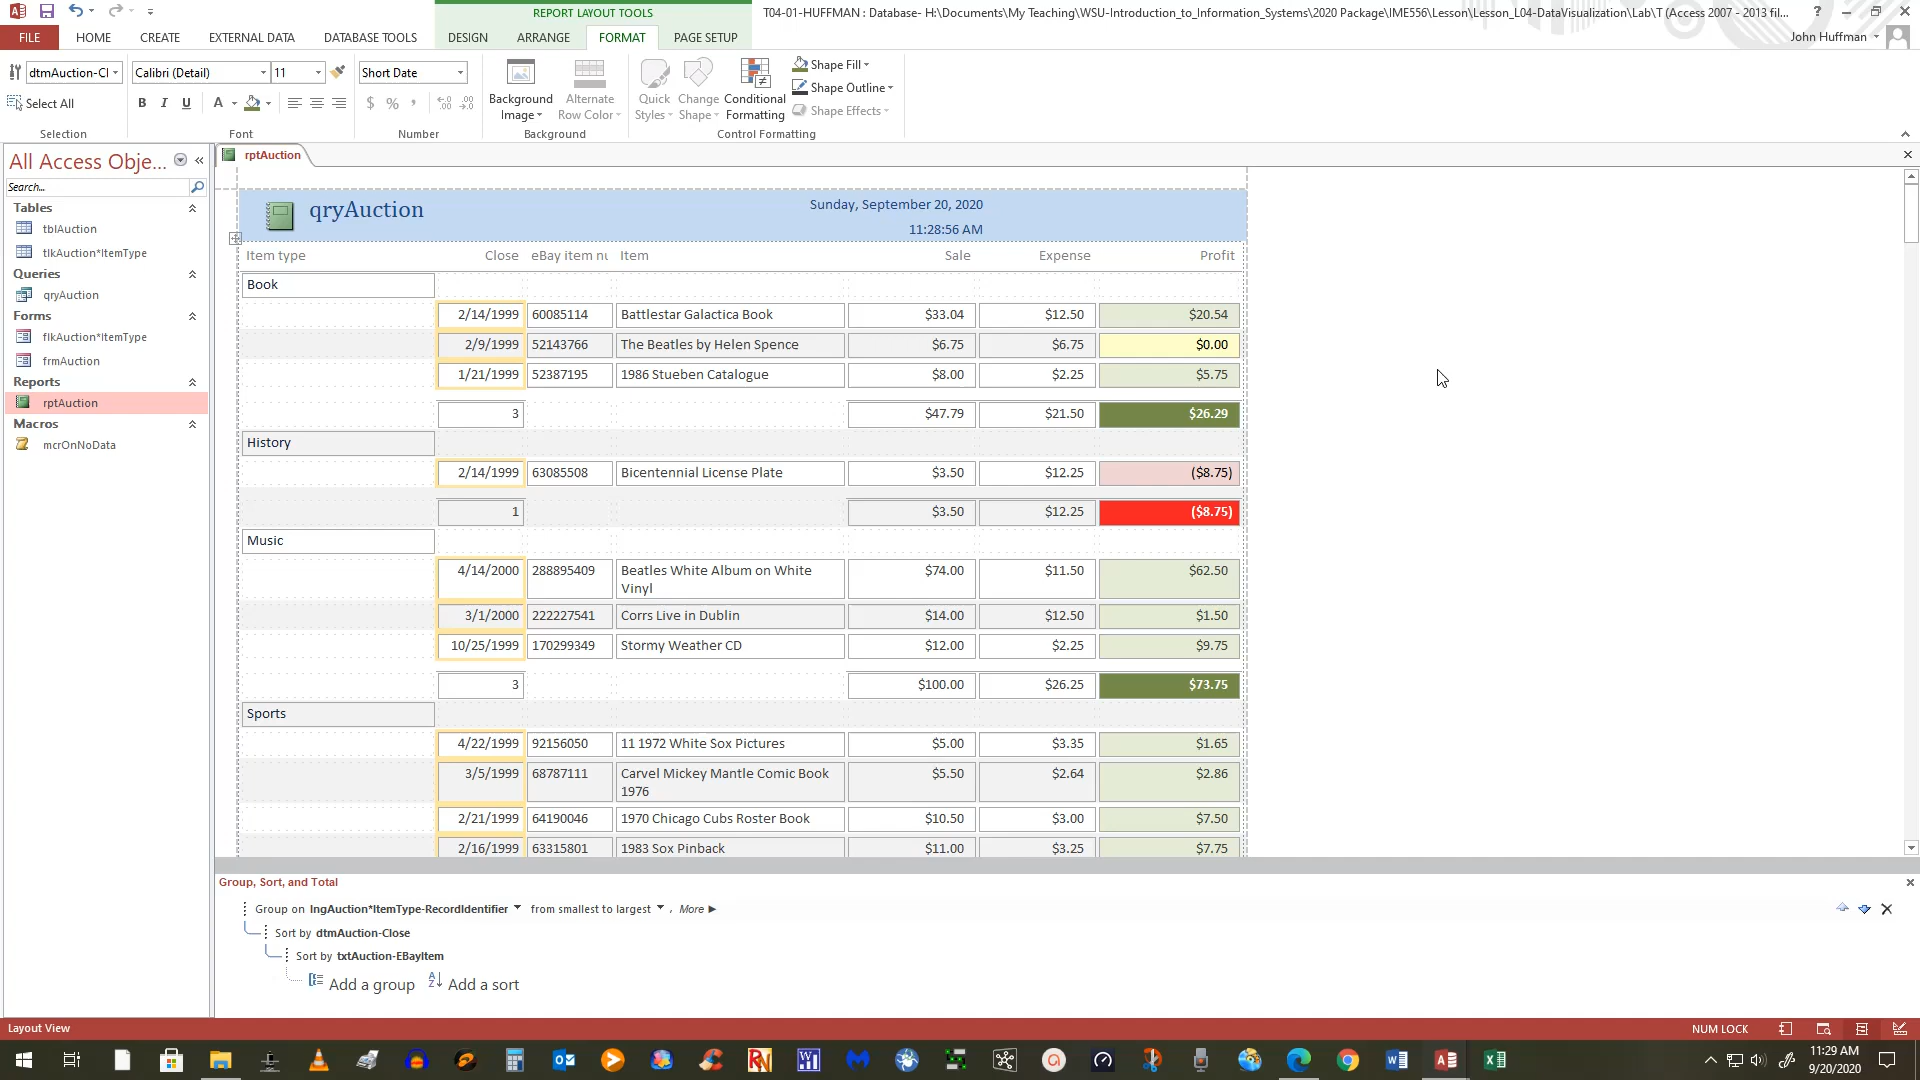 REPORT LAYOUT TOOLS
T04-01-HUFFMAN : Database- H:\Documents\My Teaching\WSU-Introduction_to_Information_Systems\2020 Package\IME556\Lesson\Lesson_L04-DataVisualization\Lab\T (Access 2007 - 2013 fil...
?
FILE HOME CREATE EXTERNAL DATA DATABASE TOOLS DESIGN ARRANGE FORMAT PAGE SETUP
John Huffman
dtmAuction-Cl Calibri (Detail) 11 Short Date
Select All B I U A $ % ,
Background Image
Alternate Row Color
Quick Styles
Change Shape
Conditional Formatting
Shape Fill
Shape Outline
Shape Effects
Selection Font Number Background Control Formatting
All Access Obje...
Search...
Tables
tblAuction
tlkAuction*ItemType
Queries
qryAuction
Forms
flkAuction*ItemType
frmAuction
Reports
rptAuction
Macros
mcrOnNoData
rptAuction
qryAuction
Sunday, September 20, 2020
11:28:56 AM
Item type Close eBay item nu Item Sale Expense Profit
Book
2/14/1999 60085114 Battlestar Galactica Book $33.04 $12.50 $20.54
2/9/1999 52143766 The Beatles by Helen Spence $6.75 $6.75 $0.00
1/21/1999 52387195 1986 Stueben Catalogue $8.00 $2.25 $5.75
3 $47.79 $21.50 $26.29
History
2/14/1999 63085508 Bicentennial License Plate $3.50 $12.25 ($8.75)
1 $3.50 $12.25 ($8.75)
Music
4/14/2000 288895409 Beatles White Album on White $74.00 $11.50 $62.50
Vinyl
3/1/2000 222227541 Corrs Live in Dublin $14.00 $12.50 $1.50
10/25/1999 170299349 Stormy Weather CD $12.00 $2.25 $9.75
3 $100.00 $26.25 $73.75
Sports
4/22/1999 92156050 11 1972 White Sox Pictures $5.00 $3.35 $1.65
3/5/1999 68787111 Carvel Mickey Mantle Comic Book $5.50 $2.64 $2.86
1976
2/21/1999 64190046 1970 Chicago Cubs Roster Book $10.50 $3.00 $7.50
2/16/1999 63315801 1983 Sox Pinback $11.00 $3.25 $7.75
Group, Sort, and Total
Group on lngAuction*ItemType-RecordIdentifier from smallest to largest , More
Sort by dtmAuction-Close
Sort by txtAuction-EBayItem
Add a group Add a sort
Layout View
NUM LOCK
11:29 AM
9/20/2020